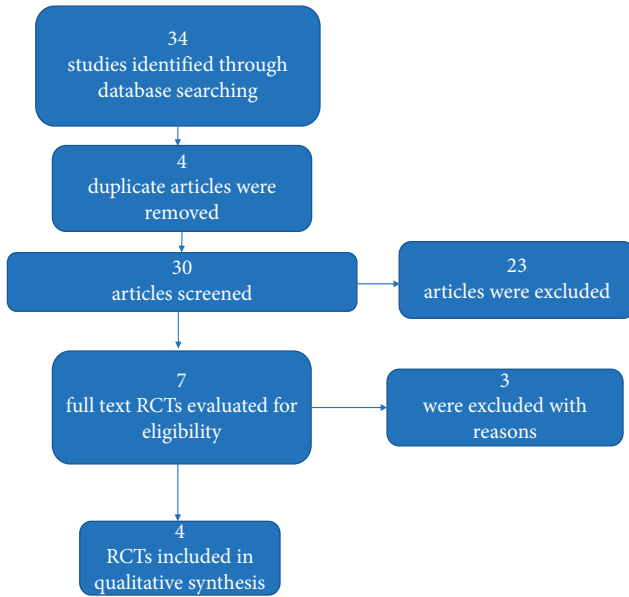 34
studies identified through
database searching
4
duplicate articles were
removed
30
articles screened
23
articles were excluded
7
full text RCTs evaluated for
eligibility
3
were excluded with
reasons
4
RCTs included in
qualitative synthesis